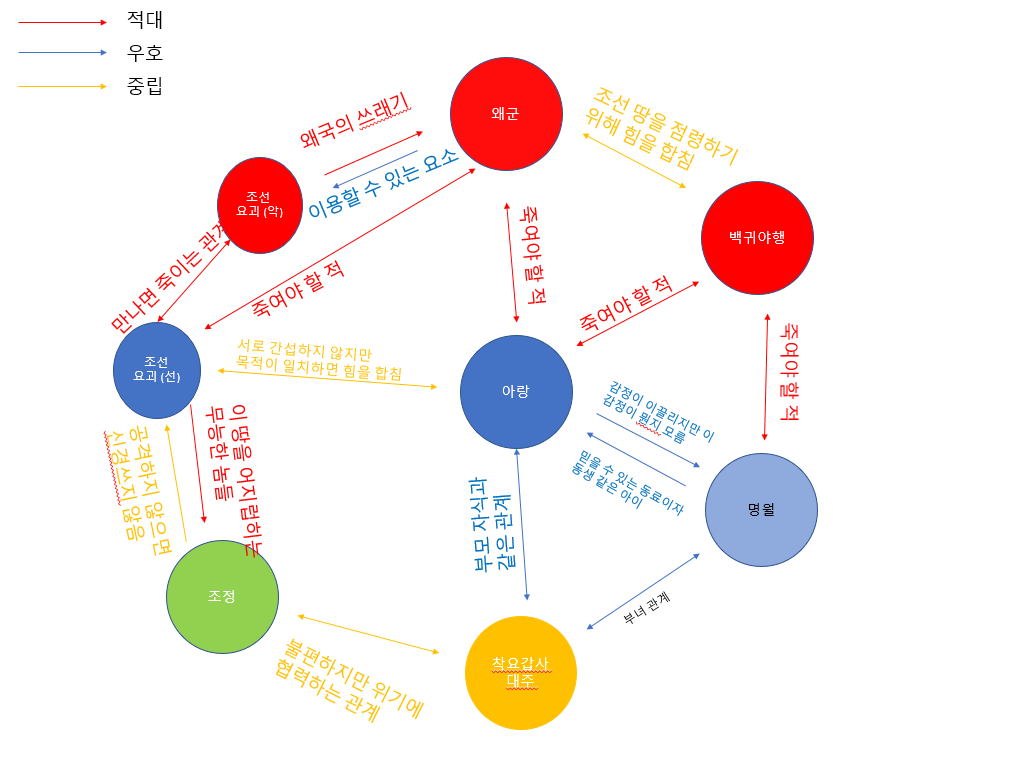 적대
우호
중립
왜군
조선 땅을 점령하기
위해 힘을 합침
왜국의 쓰래기
이용할 수 있는 요소
조선
요괴 (악)
백귀야행
죽여야 할 적
죽여야 할 적
죽여야 할 적
만나면 죽이는 관계
조선
요괴 (선)
서로 간섭하지 않지만
목적이 일치하면 힘을 합침
아랑
죽여야 할 적
감정이 이끌리지만 이
감정이 뭔지 모름
믿을 수 있는 동료이자
동생 같은 아이
명월
이 땅을 어지럽히는
무능한 놈들
공격하지 않으면
신경쓰지 않음
부모 자식과
같은 관계
조정
부녀 관계
불편하지만 위기에
협력하는 관계
착요갑사
대주